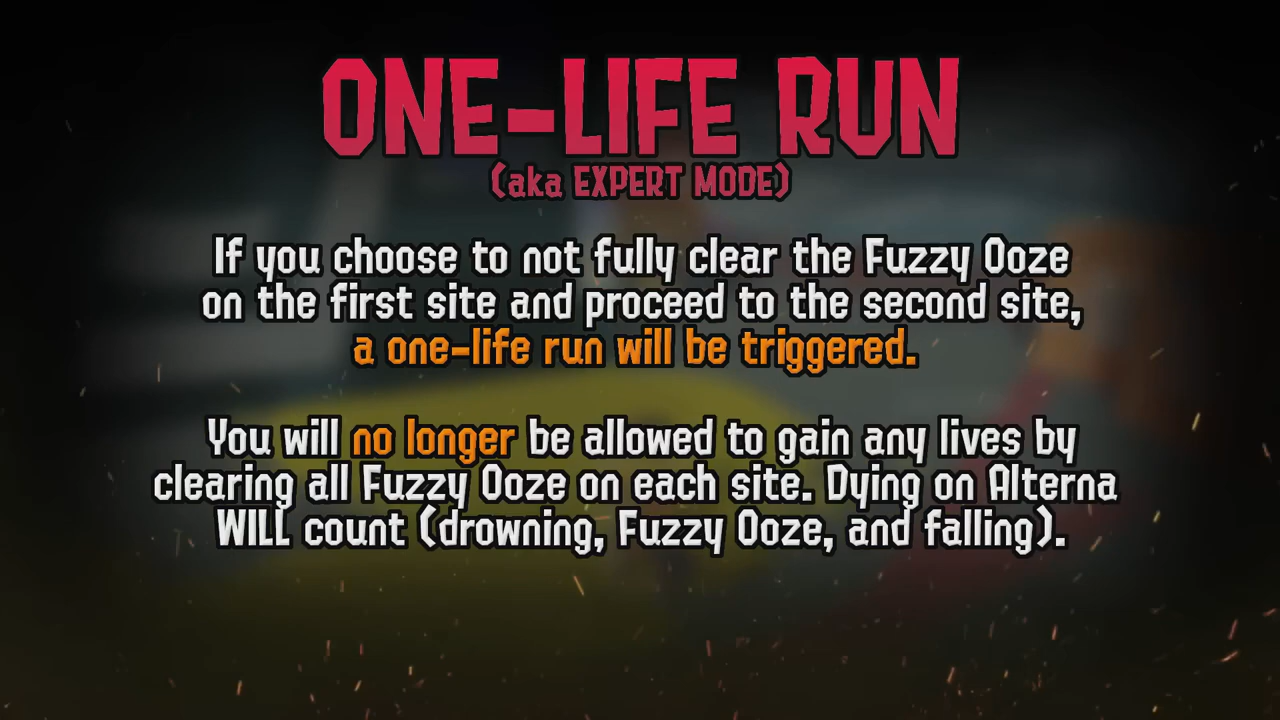 ONE-LIFE RUN
(aka EXPERT MODE)
If you choose to not fully clear the Fuzzy Ooze
on the first site and proceed to the second site,
a one-life run will be triggered.
You will no longer be allowed to gain any lives by
clearing all Fuzzy Ooze on each site. Dying on Alterna
WILL count (drowning, Fuzzy Ooze, and falling).